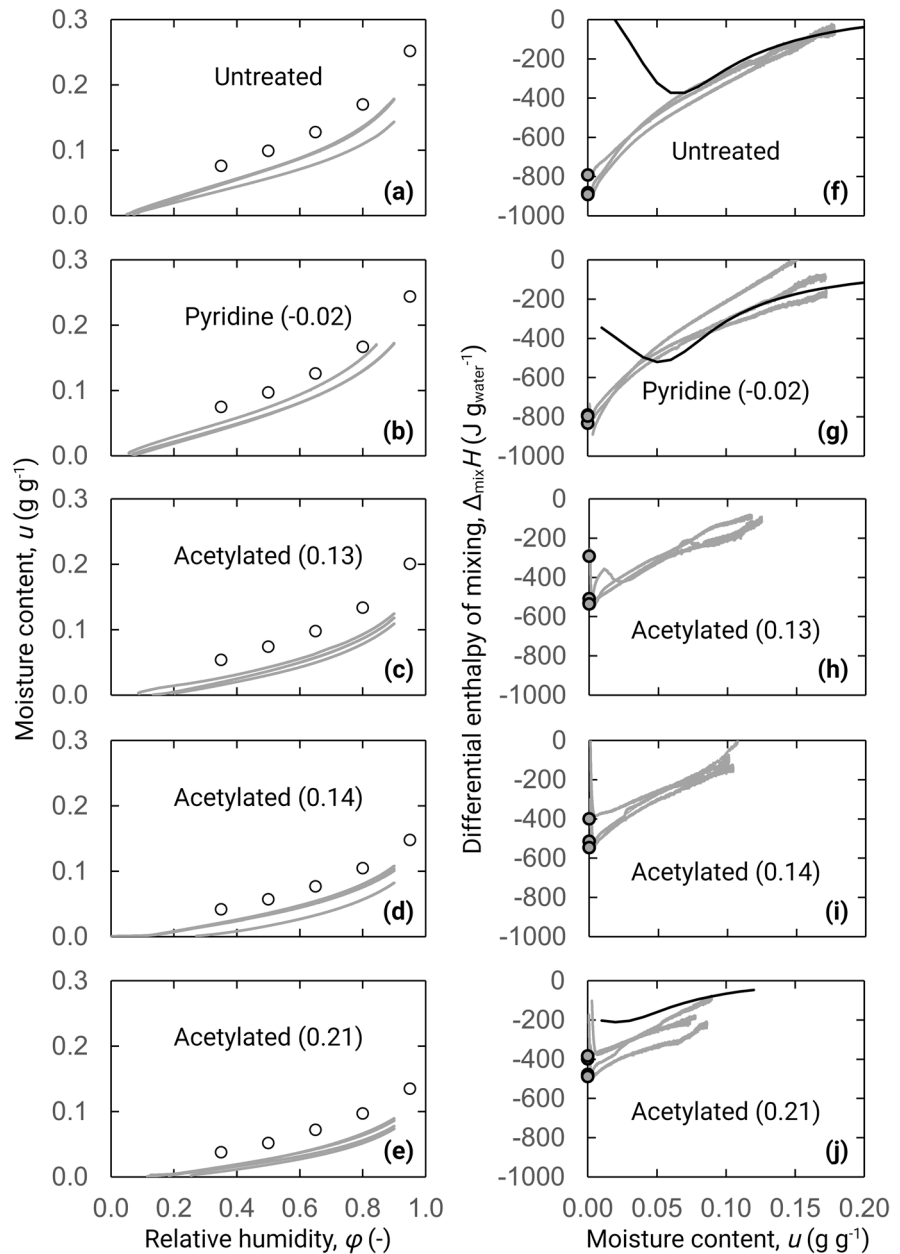 0.3
0.2
0.1
0.0
Untreated
(a)
0.3
0.2
0.1
0.0
Pyridine (-0.02)
(b)
0.3
0.2
0.1
0.0
Acetylated (0.13)
(c)
0.3
0.2
0.1
0.0
Acetylated (0.14)
(d)
0.3
0.2
0.1
0.0
Acetylated (0.21)
(e)
0.0 0.2 0.4 0.6 0.8 1.0
Relative humidity, φ (-)
Moisture content, u (g g⁻¹)
0
-200
-400
-600
-800
-1000
Untreated
(f)
0
-200
-400
-600
-800
-1000
Pyridine (-0.02)
(g)
0
-200
-400
-600
-800
-1000
Acetylated (0.13)
(h)
0
-200
-400
-600
-800
-1000
Acetylated (0.14)
(i)
0
-200
-400
-600
-800
-1000
Acetylated (0.21)
(j)
0.00 0.05 0.10 0.15 0.20
Moisture content, u (g g⁻¹)
Differential enthalpy of mixing, ΔmixH (J gwater⁻¹)